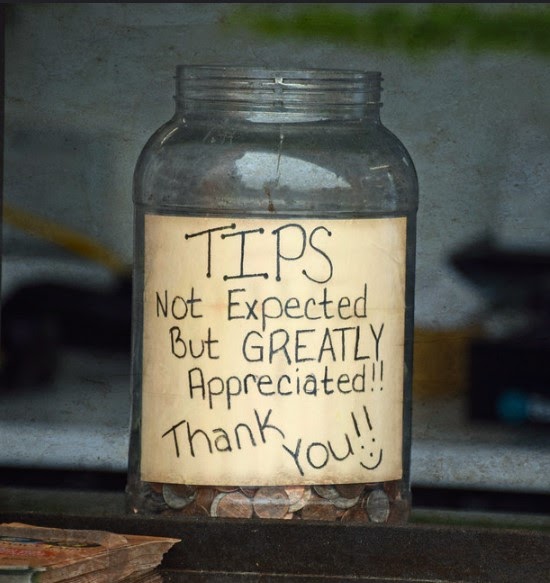 TIPS
Not Expected
But GREATLY
Appreciated!!
Thank
You!!